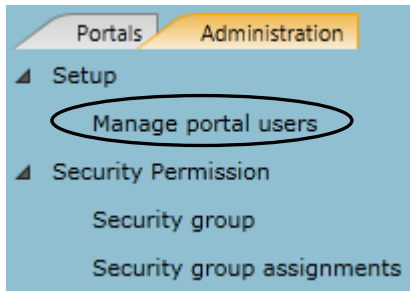 Portals Administration
Setup
Manage portal users
Security Permission
Security group
Security group assignments